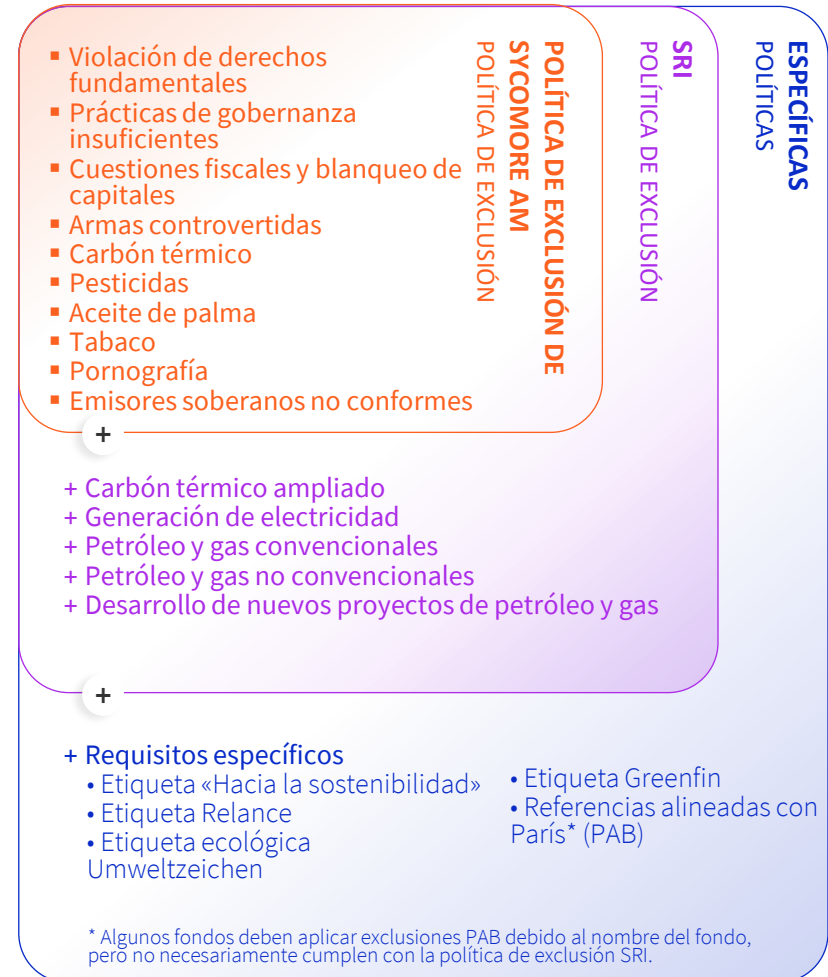 ▪ Violación de derechos
fundamentales
▪ Prácticas de gobernanza
insuficientes
▪ Cuestiones fiscales y blanqueo de
capitales
▪ Armas controvertidas
▪ Carbón térmico
▪ Pesticidas
▪ Aceite de palma
▪ Tabaco
▪ Pornografía
▪ Emisores soberanos no conformes
POLÍTICA DE EXCLUSIÓN DE
SYCOMORE AM
POLÍTICA DE EXCLUSIÓN
SRI
POLÍTICA DE EXCLUSIÓN
ESPECÍFICAS
POLÍTICAS
+
+ Carbón térmico ampliado
+ Generación de electricidad
+ Petróleo y gas convencionales
+ Petróleo y gas no convencionales
+ Desarrollo de nuevos proyectos de petróleo y gas
+
+ Requisitos específicos
• Etiqueta «Hacia la sostenibilidad»
• Etiqueta Relance
• Etiqueta ecológica
Umweltzeichen
• Etiqueta Greenfin
• Referencias alineadas con
París* (PAB)
* Algunos fondos deben aplicar exclusiones PAB debido al nombre del fondo,
pero no necesariamente cumplen con la política de exclusión SRI.